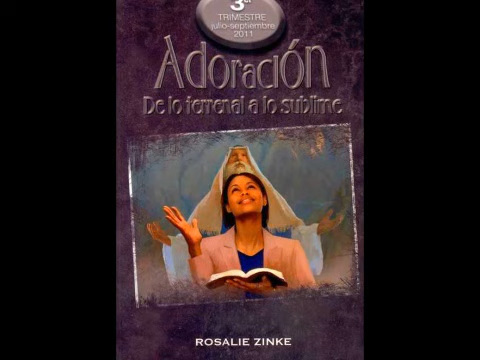 3er
TRIMESTRE
julio-septiembre
2011
Adoración
De lo terrenal a lo sublime
ROSALIE ZINKE